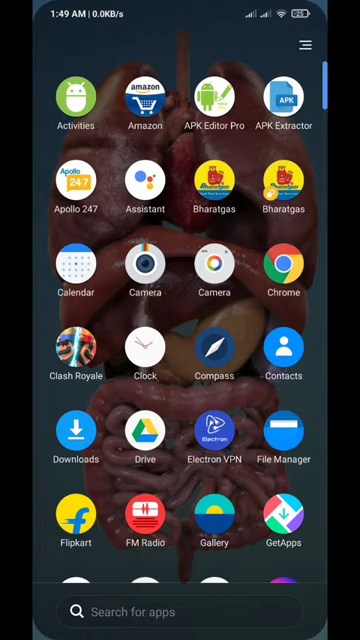 1:49 AM | 0.0KB/s 25
Activities Amazon APK Editor Pro APK Extractor
Apollo 247 Assistant Bharatgas Bharatgas
Calendar Camera Camera Chrome
Clash Royale Clock Compass Contacts
Downloads Drive Electron VPN File Manager
Flipkart FM Radio Gallery GetApps
Search for apps